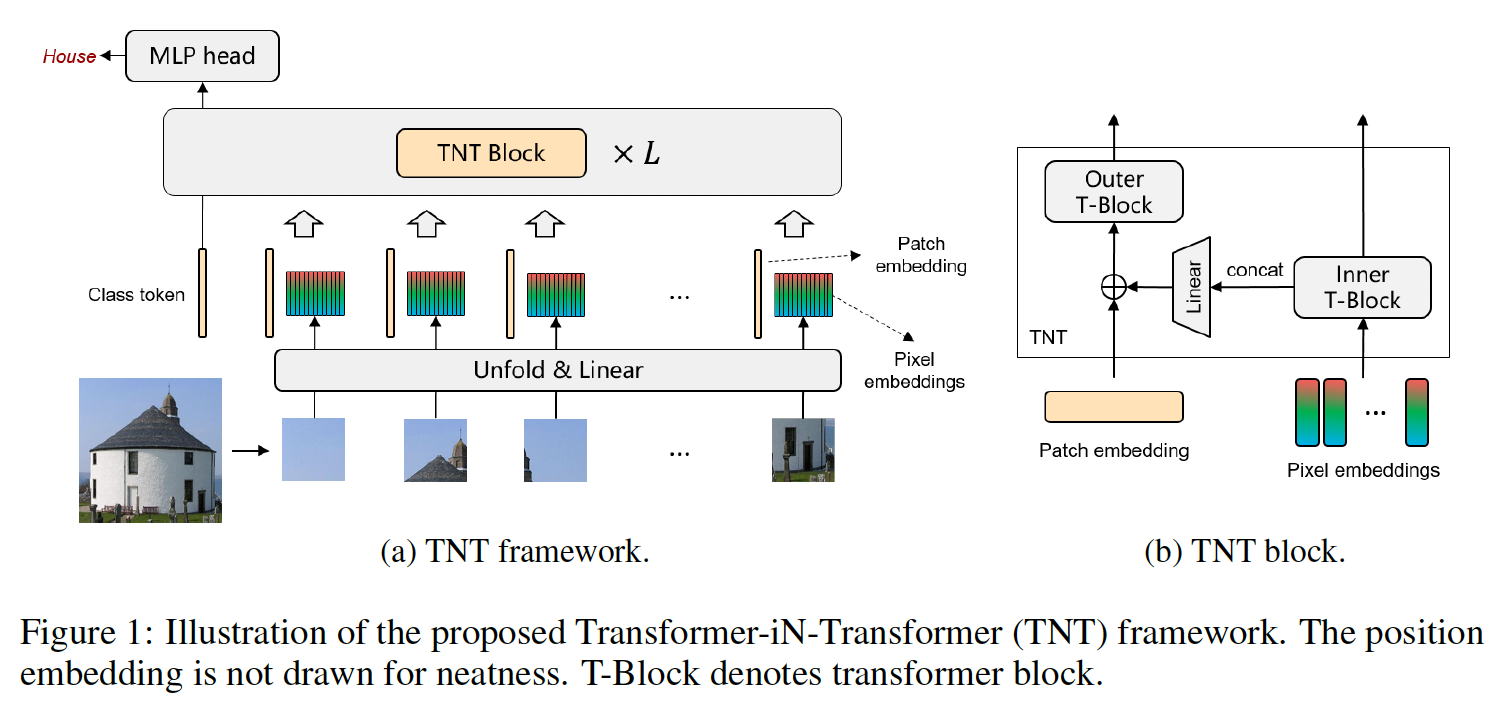 House
MLP head
TNT Block × L
Class token
...
Patch
embedding
Pixel
embeddings
Unfold & Linear
...
(a) TNT framework.
Outer
T-Block
Linear
concat
Inner
T-Block
TNT
...
Patch embedding
Pixel embeddings
(b) TNT block.
Figure 1: Illustration of the proposed Transformer-iN-Transformer (TNT) framework. The position
embedding is not drawn for neatness. T-Block denotes transformer block.